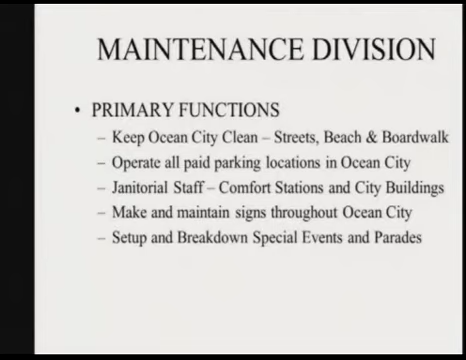 MAINTENANCE DIVISION
• PRIMARY FUNCTIONS
– Keep Ocean City Clean – Streets, Beach & Boardwalk
– Operate all paid parking locations in Ocean City
– Janitorial Staff – Comfort Stations and City Buildings
– Make and maintain signs throughout Ocean City
– Setup and Breakdown Special Events and Parades